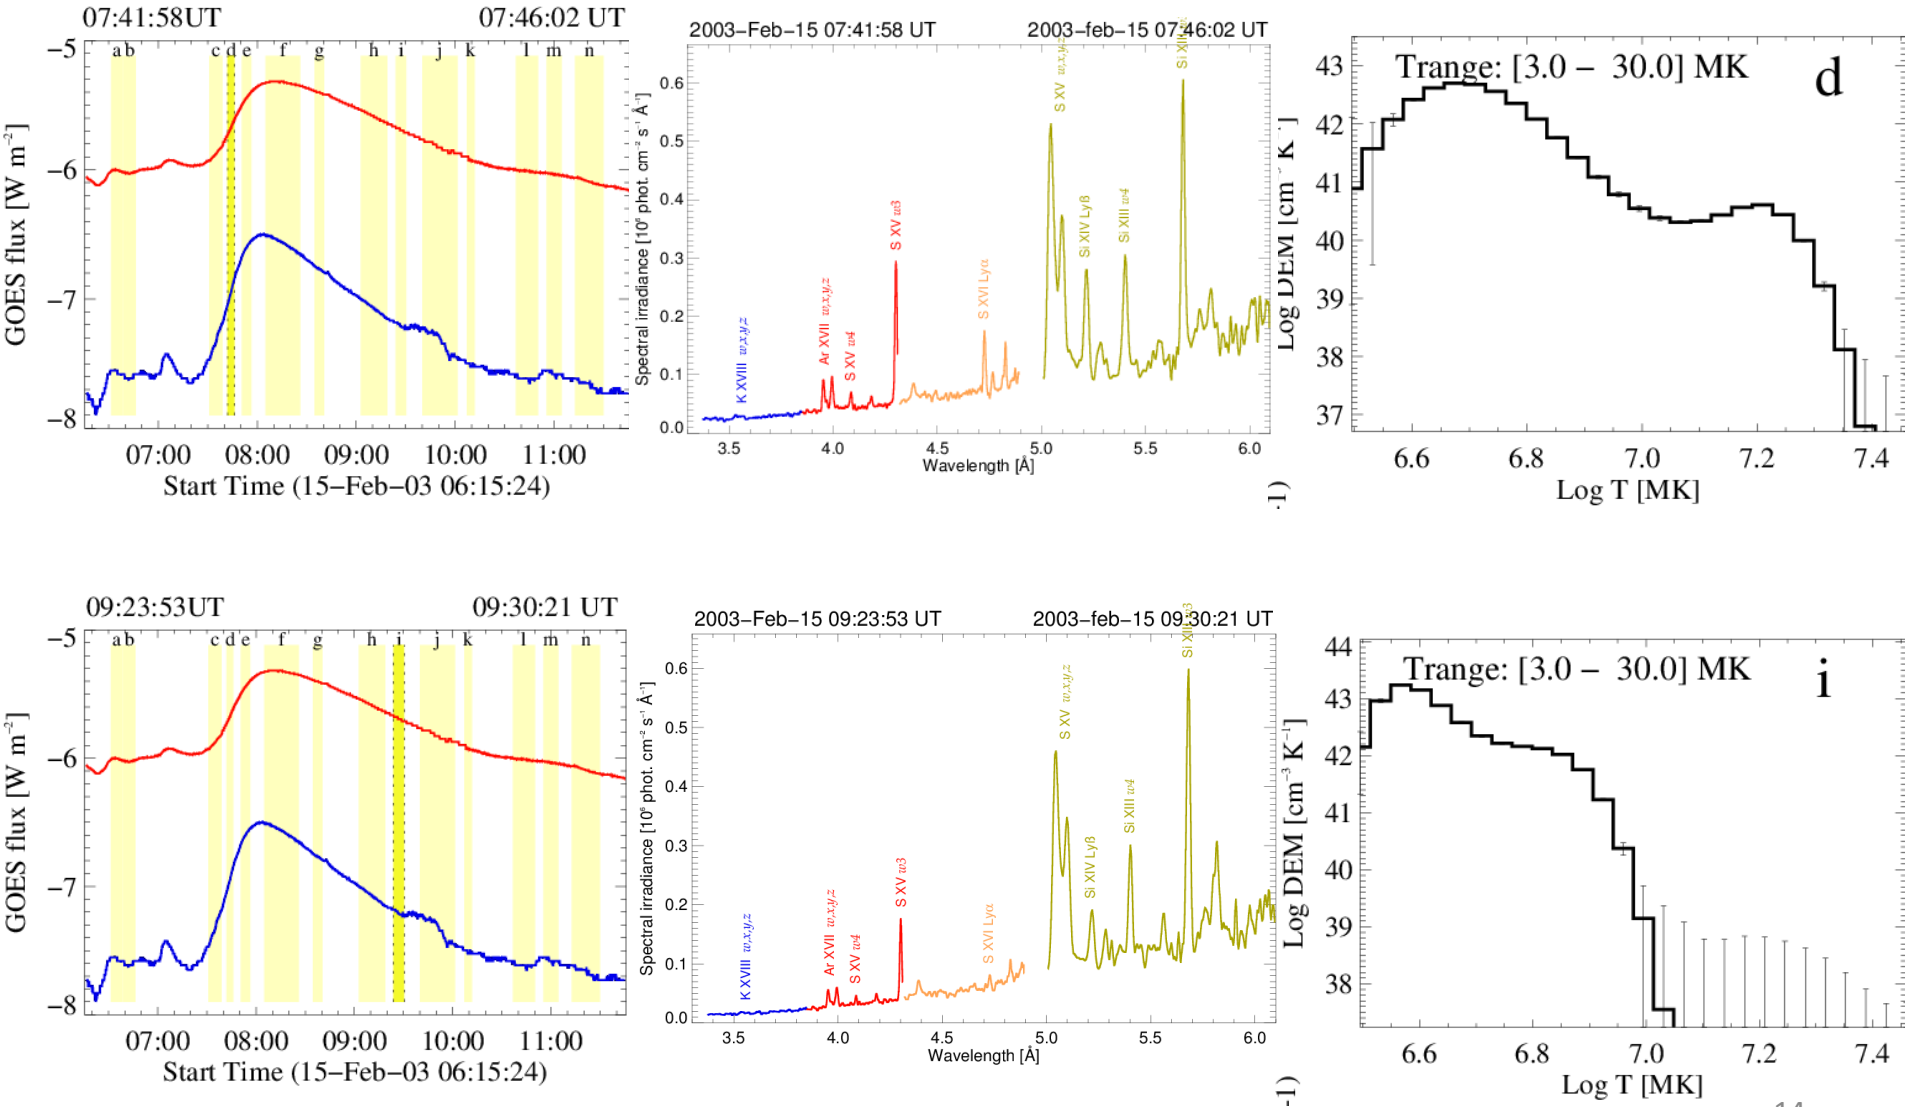 07:41:58UT 07:46:02 UT
a b c d e f g h i j k l m n
−5
−6
−7
−8
GOES flux [W m⁻²]
07:00 08:00 09:00 10:00 11:00
Start Time (15−Feb−03 06:15:24)
2003−Feb−15 07:41:58 UT 2003−feb−15 07:46:02 UT
Spectral irradiance [10⁶ phot. cm⁻² s⁻¹ Å⁻¹]
0.6
0.5
0.4
0.3
0.2
0.1
0.0
K XVIII w,x,y,z
Ar XVII w,x,y,z
S XV w4
S XV w3
S XVI Lyα
S XV w,x,y,z
Si XIV Lyß
Si XIII w4
Si XIII
3.5 4.0 4.5 5.0 5.5 6.0
Wavelength [Å]
-1)
Trange: [3.0 − 30.0] MK d
Log DEM [cm K
43
42
41
40
39
38
37
6.6 6.8 7.0 7.2 7.4
Log T [MK]
09:23:53UT 09:30:21 UT
a b c d e f g h i j k l m n
−5
−6
−7
−8
GOES flux [W m⁻²]
07:00 08:00 09:00 10:00 11:00
Start Time (15−Feb−03 06:15:24)
2003−Feb−15 09:23:53 UT 2003−feb−15 09:30:21 UT
Spectral irradiance [10⁶ phot. cm⁻² s⁻¹ Å⁻¹]
0.6
0.5
0.4
0.3
0.2
0.1
0.0
K XVIII w,x,y,z
Ar XVII w,x,y,z
S XV w4
S XV w3
S XVI Lyα
S XV w,x,y,z
Si XIV Lyß
Si XIII w4
Si XIII w3
3.5 4.0 4.5 5.0 5.5 6.0
Wavelength [Å]
-1)
Trange: [3.0 − 30.0] MK i
Log DEM [cm⁻³ K⁻¹]
44
43
42
41
40
39
38
6.6 6.8 7.0 7.2 7.4
Log T [MK]